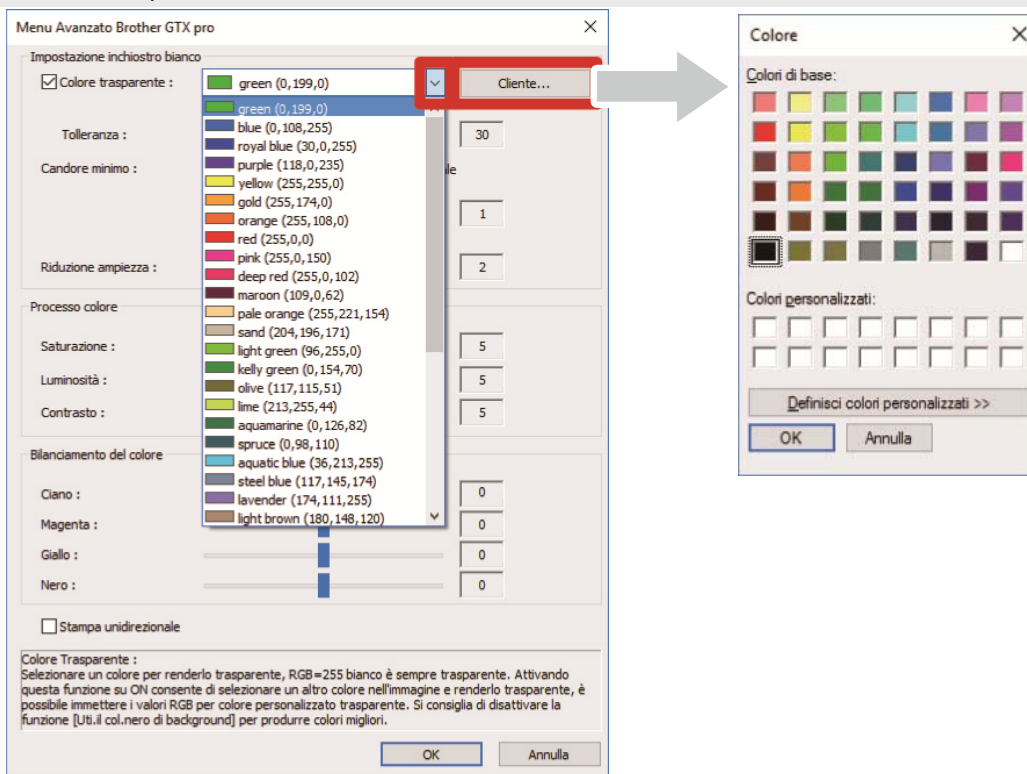 Menu Avanzato Brother GTX pro
Impostazione inchiostro bianco
Colore trasparente :
green (0,199,0)
Cliente...
green (0,199,0)
blue (0,108,255)
royal blue (30,0,255)
purple (118,0,235)
yellow (255,255,0)
gold (255,174,0)
orange (255,108,0)
red (255,0,0)
pink (255,0,150)
deep red (255,0,102)
maroon (109,0,62)
pale orange (255,221,154)
sand (204,196,171)
light green (96,255,0)
kelly green (0,154,70)
olive (117,115,51)
lime (213,255,44)
aquamarine (0,126,82)
spruce (0,98,110)
aquatic blue (36,213,255)
steel blue (117,145,174)
lavender (174,111,255)
light brown (180,148,120)
Tolleranza :
30
Candore minimo :
1
Riduzione ampiezza :
2
Processo colore
Saturazione :
5
Luminosità :
5
Contrasto :
5
Bilanciamento del colore
Ciano :
0
Magenta :
0
Giallo :
0
Nero :
0
Stampa unidirezionale
Colore Trasparente :
Selezionare un colore per renderlo trasparente, RGB=255 bianco è sempre trasparente. Attivando
questa funzione su ON consente di selezionare un altro colore nell'immagine e renderlo trasparente, è
possibile immettere i valori RGB per colore personalizzato trasparente. Si consiglia di disattivare la
funzione [Uti.il col.nero di background] per produrre colori migliori.
OK
Annulla
Colore
Colori di base:
Colori personalizzati:
Definisci colori personalizzati >>
OK
Annulla